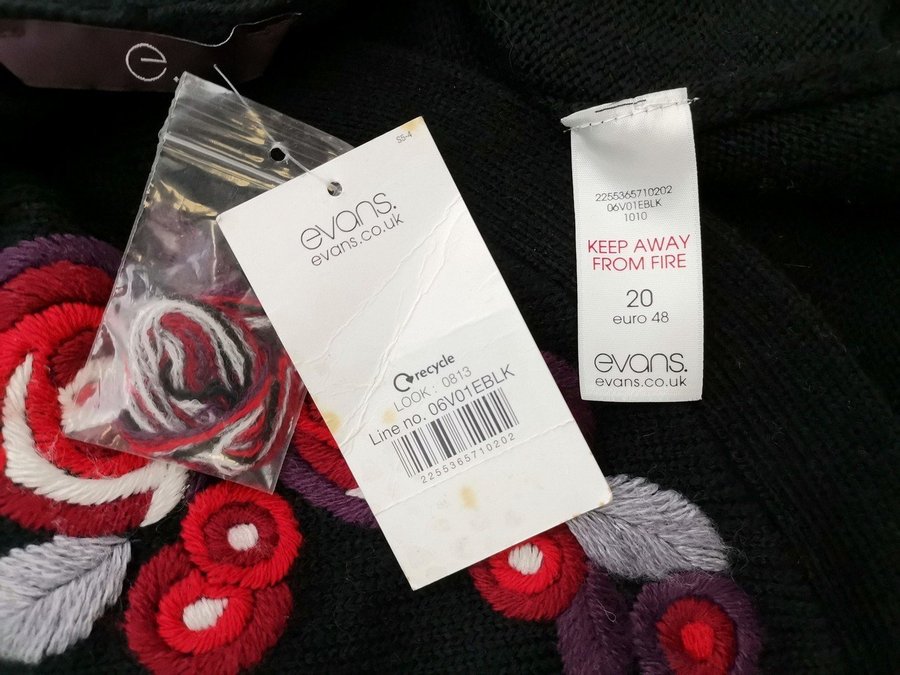 e.
S5-4
evans.
evans.co.uk
recycle
LOOK: 0813
Line no. 06V01EBLK
2255365710202
2255365710202
06V01EBLK
1010
KEEP AWAY
FROM FIRE
20
euro 48
evans.
evans.co.uk